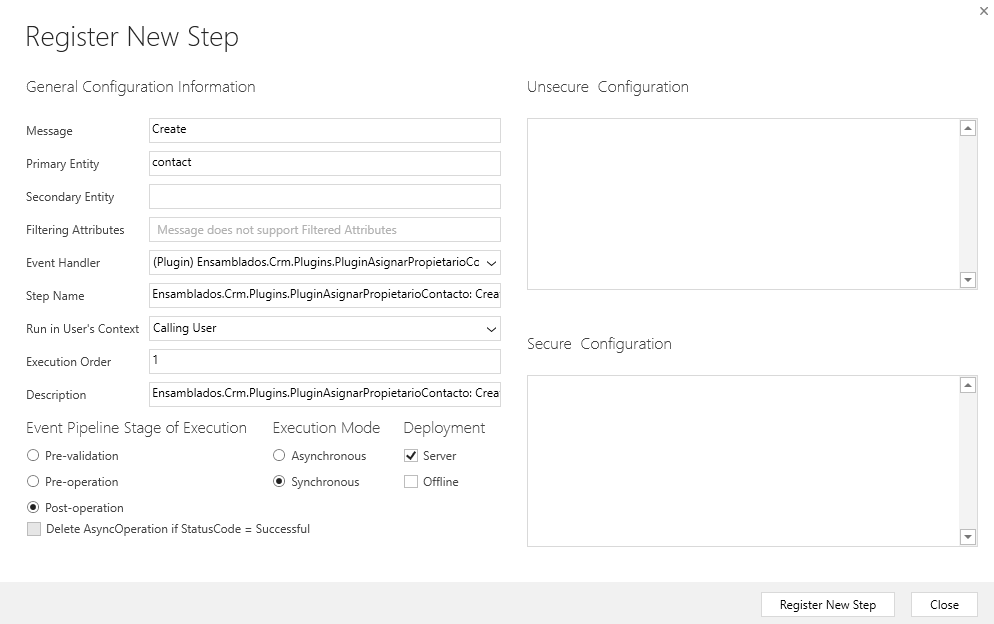 Register New Step
General Configuration Information
Message
Create
Primary Entity
contact
Secondary Entity
Filtering Attributes
Message does not support Filtered Attributes
Event Handler
(Plugin) Ensamblados.Crm.Plugins.PluginAsignarPropietarioCo
Step Name
Ensamblados.Crm.Plugins.PluginAsignarPropietarioContacto: Crea
Run in User's Context
Calling User
Execution Order
1
Description
Ensamblados.Crm.Plugins.PluginAsignarPropietarioContacto: Crea
Event Pipeline Stage of Execution
Pre-validation
Pre-operation
Post-operation
Delete AsyncOperation if StatusCode = Successful
Execution Mode
Asynchronous
Synchronous
Deployment
Server
Offline
Unsecure Configuration
Secure Configuration
Register New Step
Close